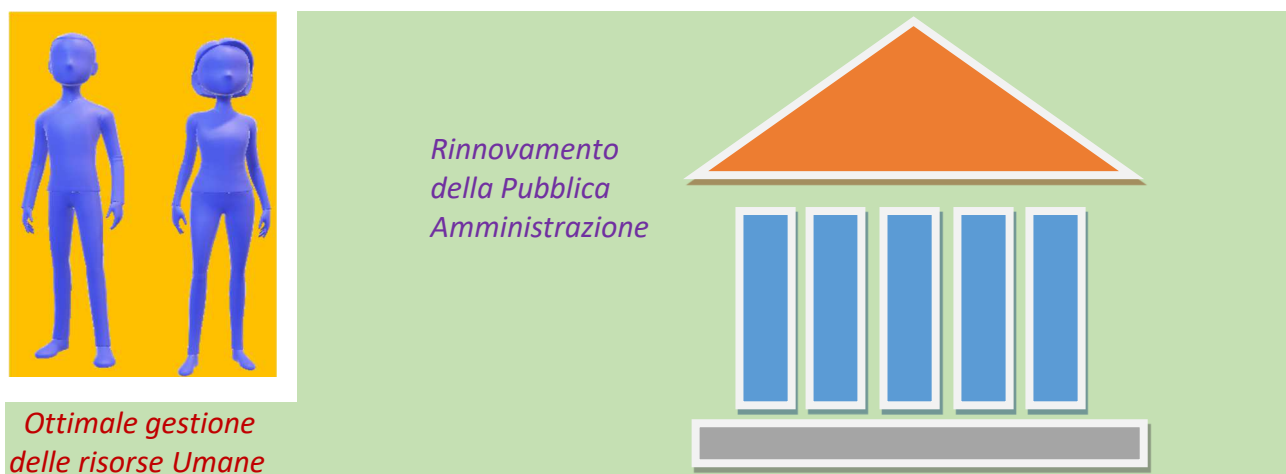 Rinnovamento
della Pubblica
Amministrazione
Ottimale gestione
delle risorse Umane